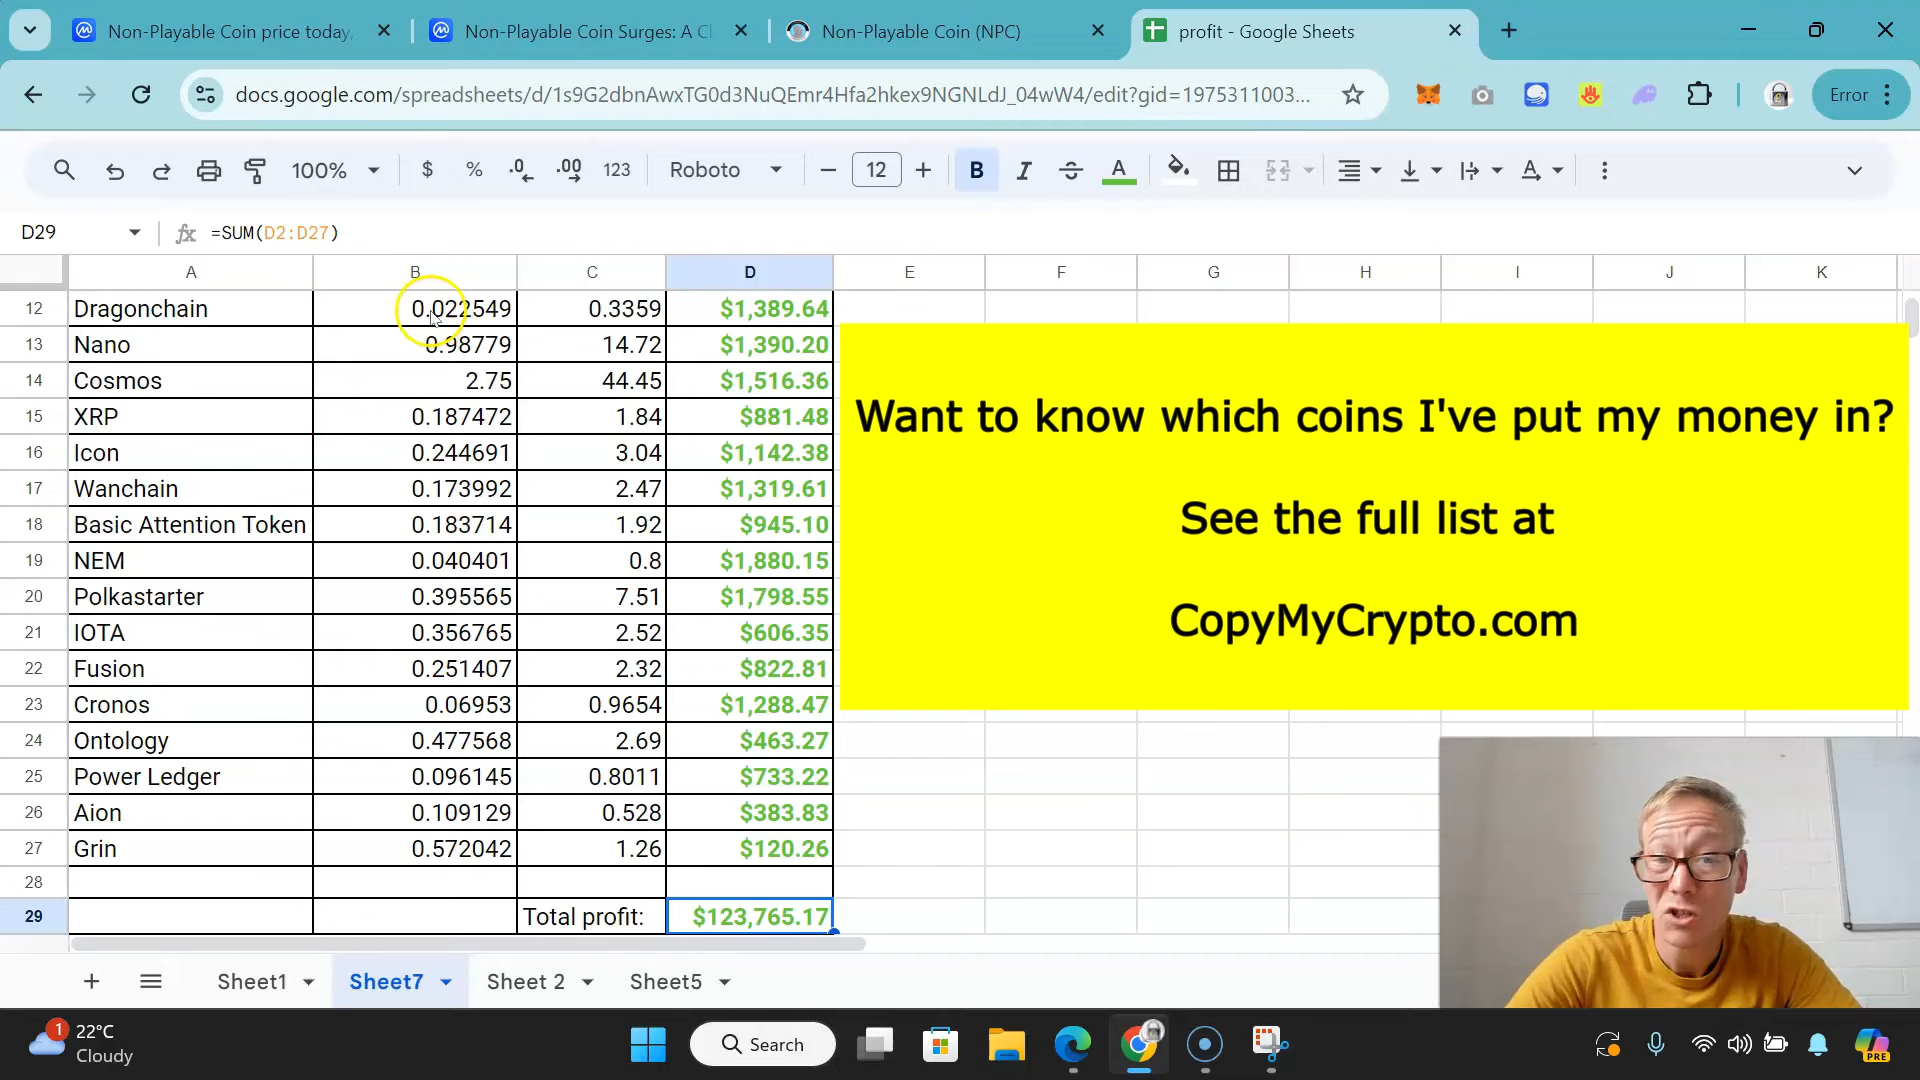 Non-Playable Coin price today,
Non-Playable Coin Surges: A Cl
Non-Playable Coin (NPC)
profit - Google Sheets
docs.google.com/spreadsheets/d/1s9G2dbnAwxTG0d3NuQEmr4Hfa2hkex9NGNLdJ_04wW4/edit?gid=1975311003...
Error
100%
$
%
.0
.00
123
Roboto
12
B
I
A
A
D29
fx
=SUM(D2:D27)
A B C D E F G H I J K
12 Dragonchain 0.022549 0.3359 $1,389.64
13 Nano 0.98779 14.72 $1,390.20
14 Cosmos 2.75 44.45 $1,516.36
15 XRP 0.187472 1.84 $881.48
16 Icon 0.244691 3.04 $1,142.38
17 Wanchain 0.173992 2.47 $1,319.61
18 Basic Attention Token 0.183714 1.92 $945.10
19 NEM 0.040401 0.8 $1,880.15
20 Polkastarter 0.395565 7.51 $1,798.55
21 IOTA 0.356765 2.52 $606.35
22 Fusion 0.251407 2.32 $822.81
23 Cronos 0.06953 0.9654 $1,288.47
24 Ontology 0.477568 2.69 $463.27
25 Power Ledger 0.096145 0.8011 $733.22
26 Aion 0.109129 0.528 $383.83
27 Grin 0.572042 1.26 $120.26
28
29 Total profit: $123,765.17
Want to know which coins I've put my money in?
See the full list at
CopyMyCrypto.com
Sheet1
Sheet7
Sheet 2
Sheet5
1
22°C
Cloudy
Search
PRE